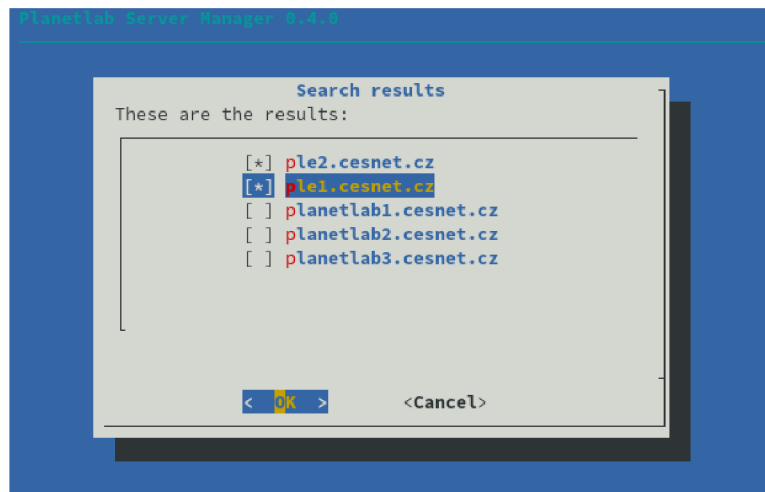 Planetlab Server Manager 0.4.0
Search results
These are the results:
[*] ple2.cesnet.cz
[*] ple1.cesnet.cz
[ ] planetlab1.cesnet.cz
[ ] planetlab2.cesnet.cz
[ ] planetlab3.cesnet.cz
< OK > <Cancel>